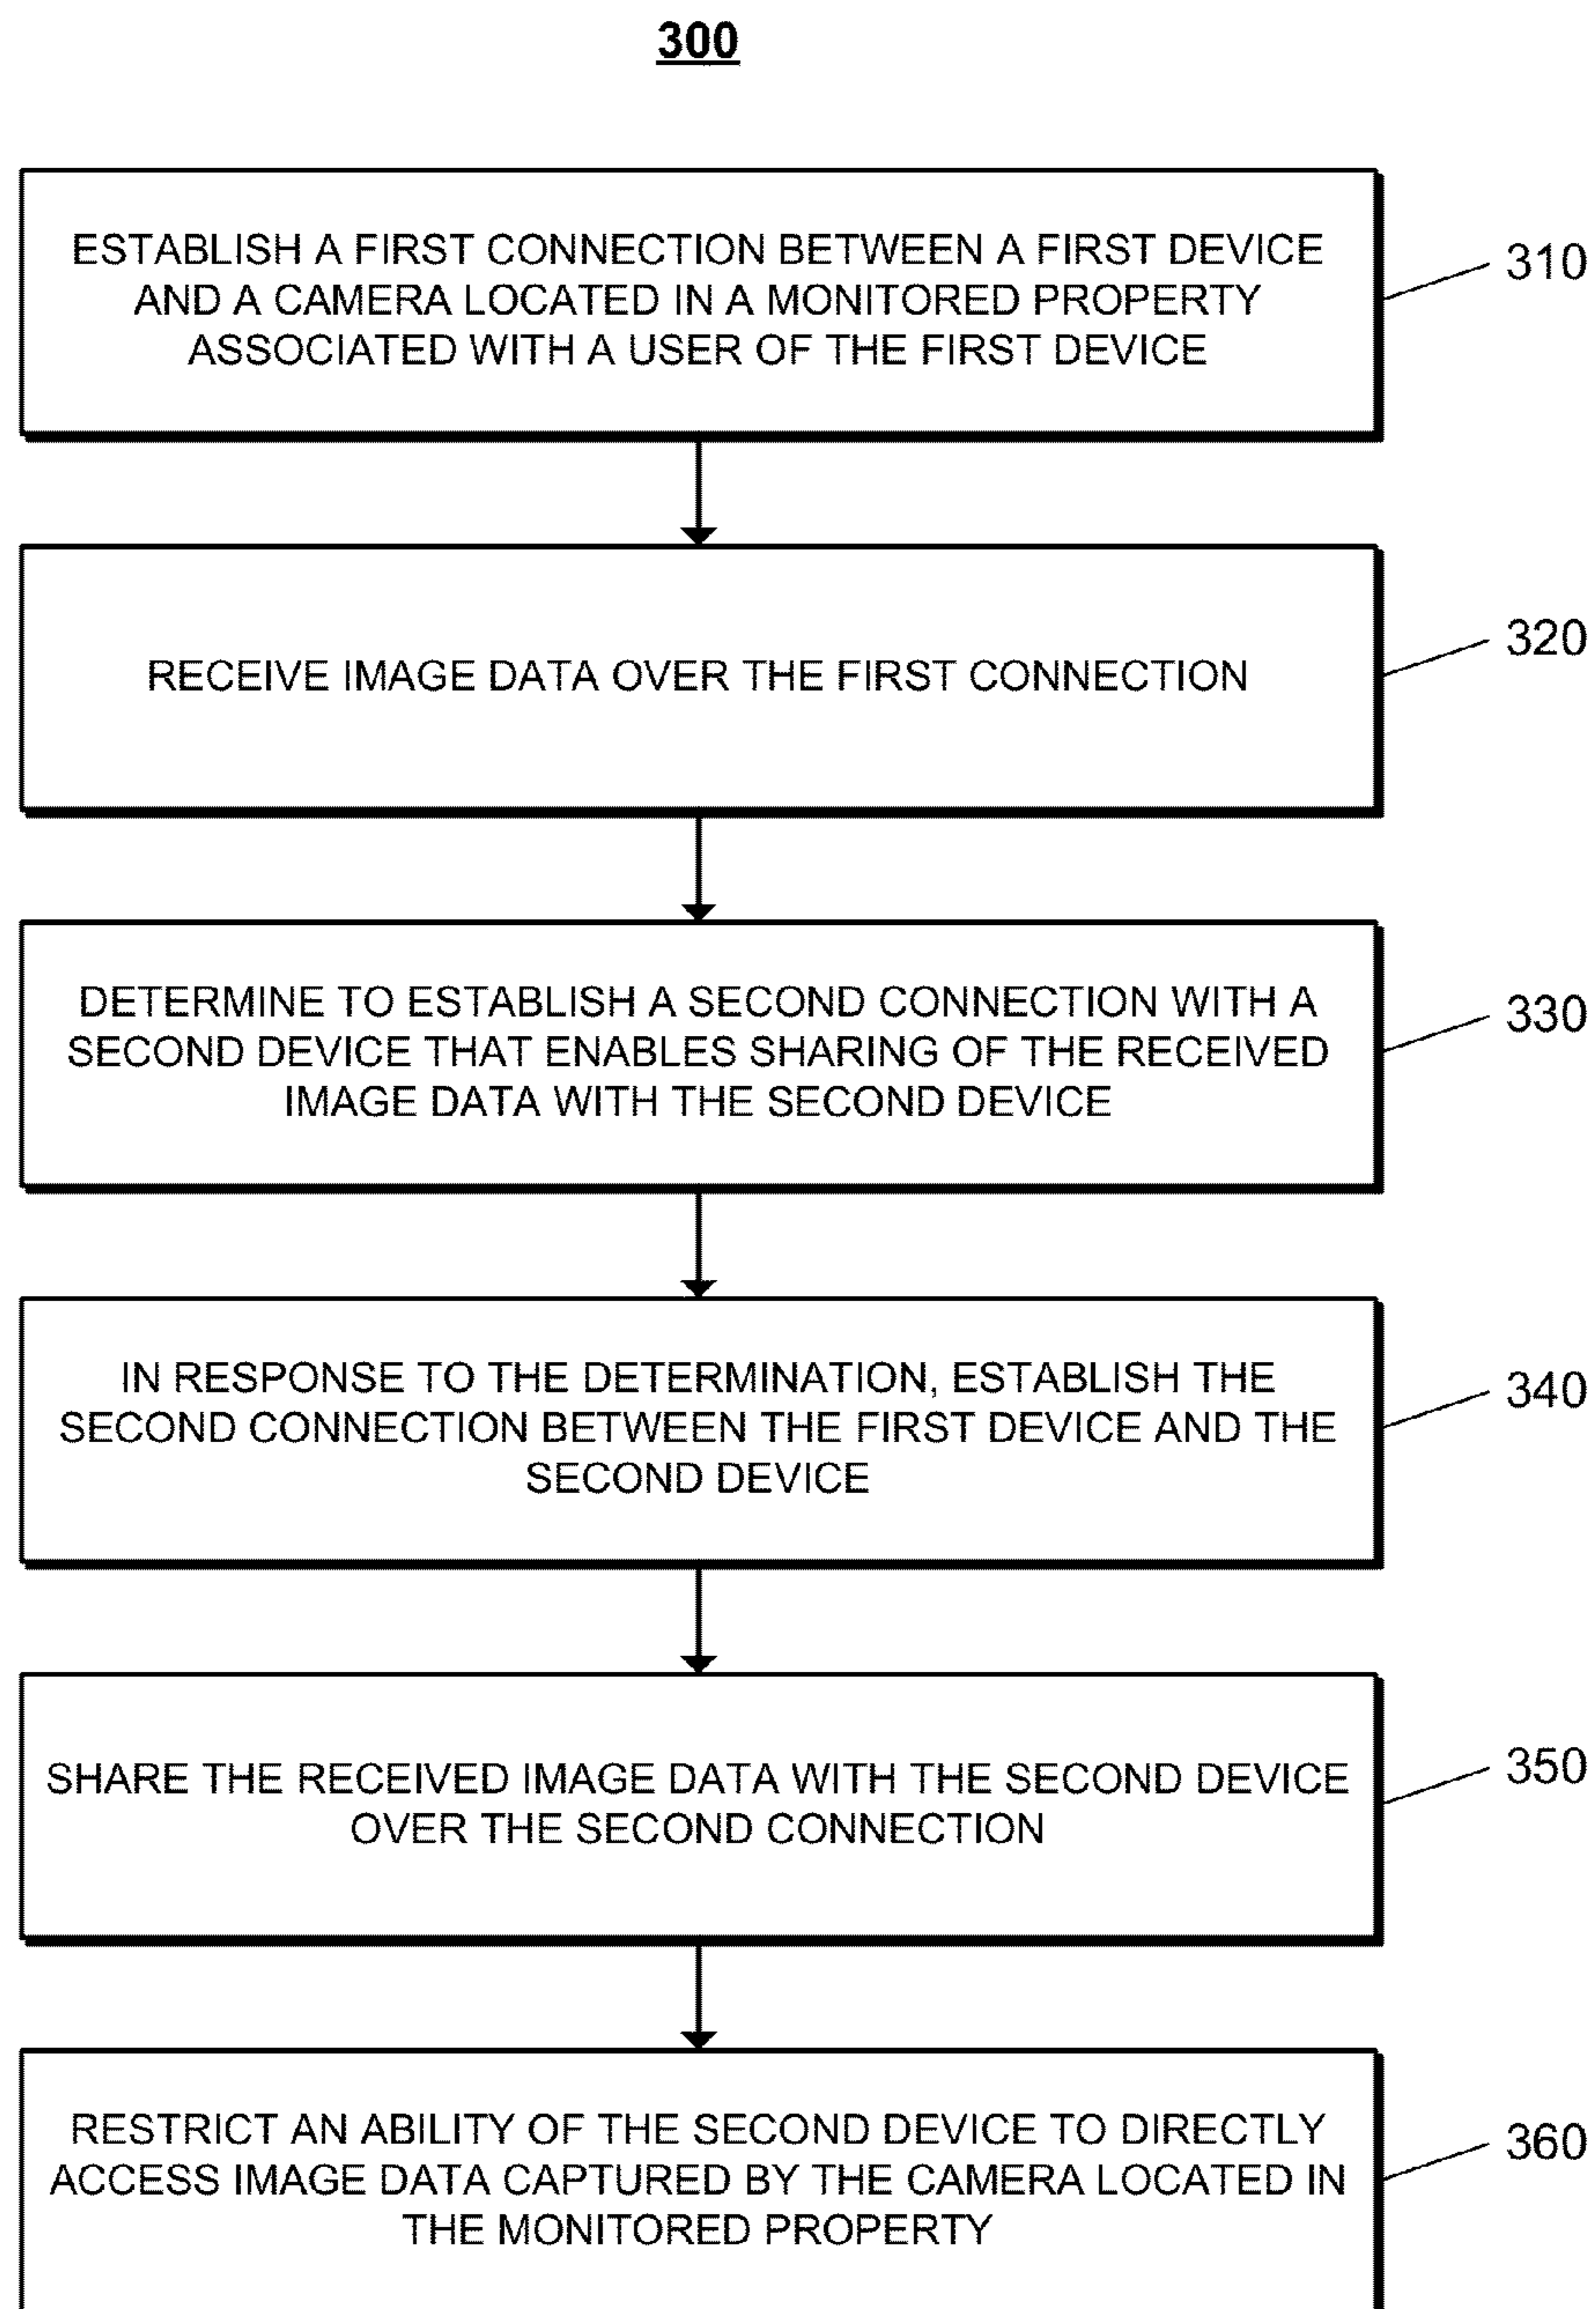 300
ESTABLISH A FIRST CONNECTION BETWEEN A FIRST DEVICE
AND A CAMERA LOCATED IN A MONITORED PROPERTY
ASSOCIATED WITH A USER OF THE FIRST DEVICE
310
RECEIVE IMAGE DATA OVER THE FIRST CONNECTION
320
DETERMINE TO ESTABLISH A SECOND CONNECTION WITH A
SECOND DEVICE THAT ENABLES SHARING OF THE RECEIVED
IMAGE DATA WITH THE SECOND DEVICE
330
IN RESPONSE TO THE DETERMINATION, ESTABLISH THE
SECOND CONNECTION BETWEEN THE FIRST DEVICE AND THE
SECOND DEVICE
340
SHARE THE RECEIVED IMAGE DATA WITH THE SECOND DEVICE
OVER THE SECOND CONNECTION
350
RESTRICT AN ABILITY OF THE SECOND DEVICE TO DIRECTLY
ACCESS IMAGE DATA CAPTURED BY THE CAMERA LOCATED IN
THE MONITORED PROPERTY
360